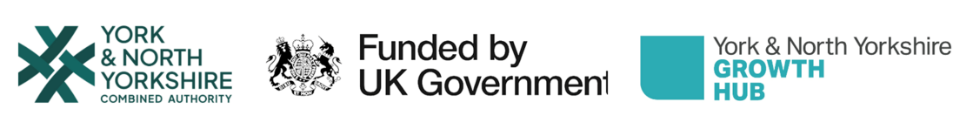 YORK
& NORTH
YORKSHIRE
COMBINED AUTHORITY
Funded by
UK Government
York & North Yorkshire
GROWTH
HUB